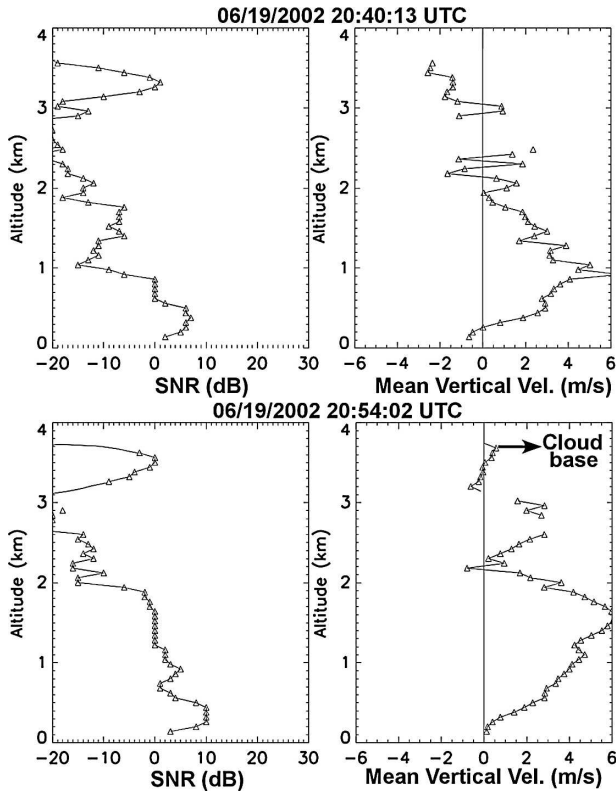 06/19/2002 20:40:13 UTC
4
3
2
1
0
Altitude (km)
−20 −10 0 10 20 30
SNR (dB)
4
3
2
1
0
Altitude (km)
−6 −4 −2 0 2 4 6
Mean Vertical Vel. (m/s)
06/19/2002 20:54:02 UTC
4
3
2
1
0
Altitude (km)
−20 −10 0 10 20 30
SNR (dB)
4
3
2
1
0
Altitude (km)
Cloud
base
−6 −4 −2 0 2 4 6
Mean Vertical Vel. (m/s)